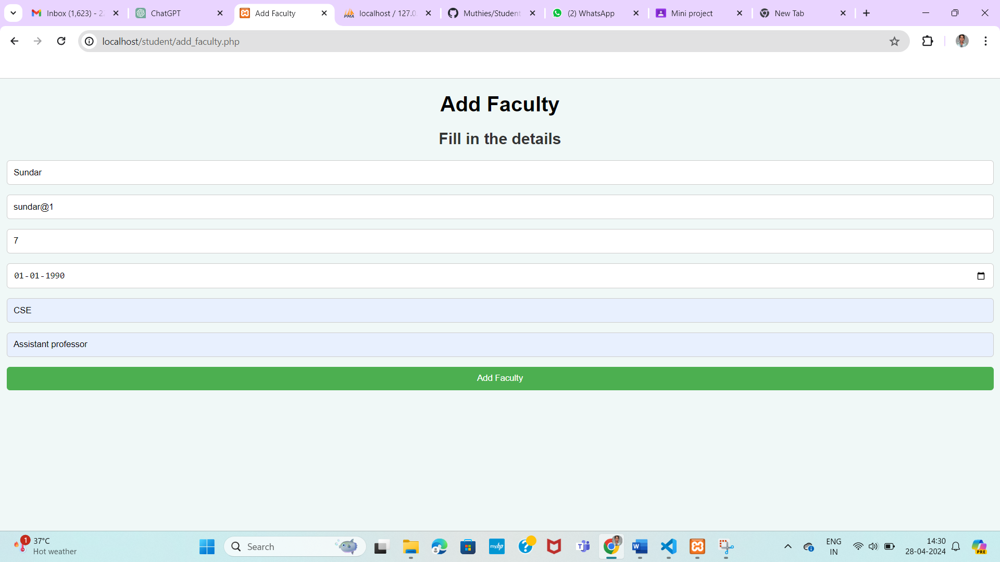 Inbox (1,623) - 2
ChatGPT
Add Faculty
localhost / 127.0.
Muthies/Student
(2) WhatsApp
Mini project
New Tab
localhost/student/add_faculty.php
Add Faculty
Fill in the details
Sundar
sundar@1
7
01-01-1990
CSE
Assistant professor
Add Faculty
1
37°C
Hot weather
Search
myhp
ENG
IN
14:30
28-04-2024
PRE